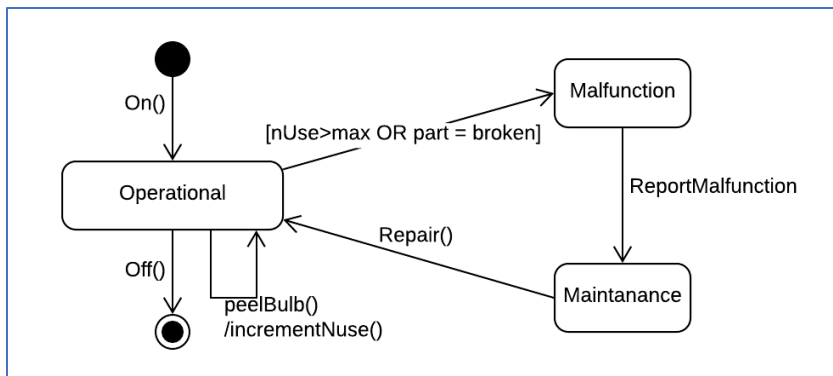 On()
Malfunction
[nUse>max OR part = broken]
Operational
ReportMalfunction
Repair()
Off()
Maintanance
peelBulb()
/incrementNuse()